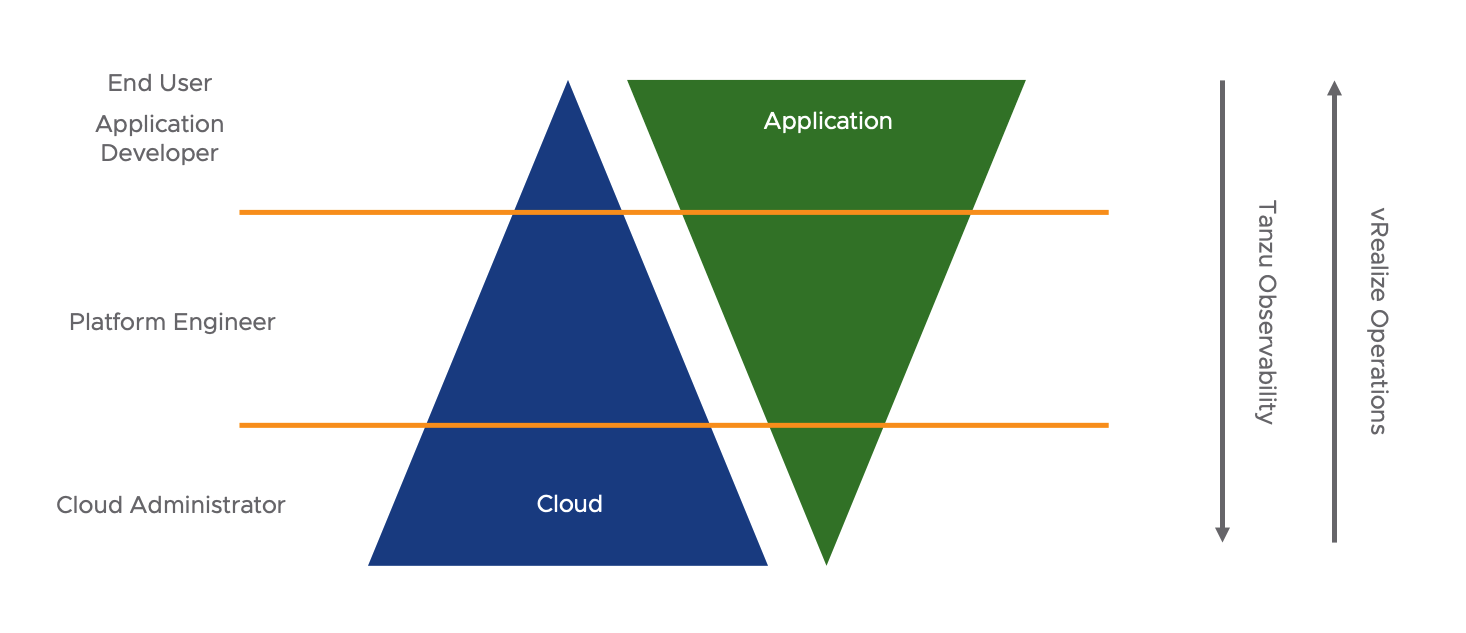 End User
Application
Developer
Application
Platform Engineer
Cloud Administrator
Cloud
Tanzu Observability
vRealize Operations